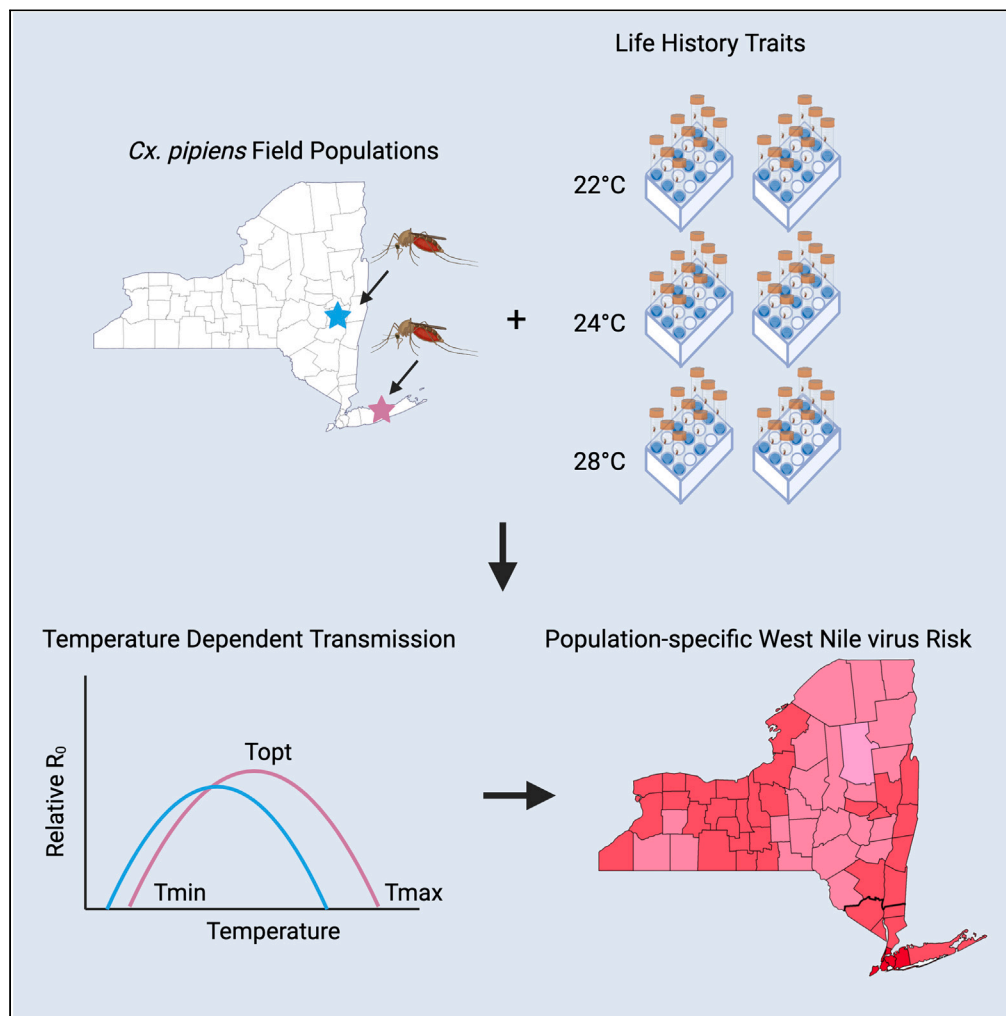 Life History Traits
Cx. pipiens Field Populations
22°C
+
24°C
28°C
Temperature Dependent Transmission
Population-specific West Nile virus Risk
Relative R₀
Topt
Tmin
Tmax
Temperature